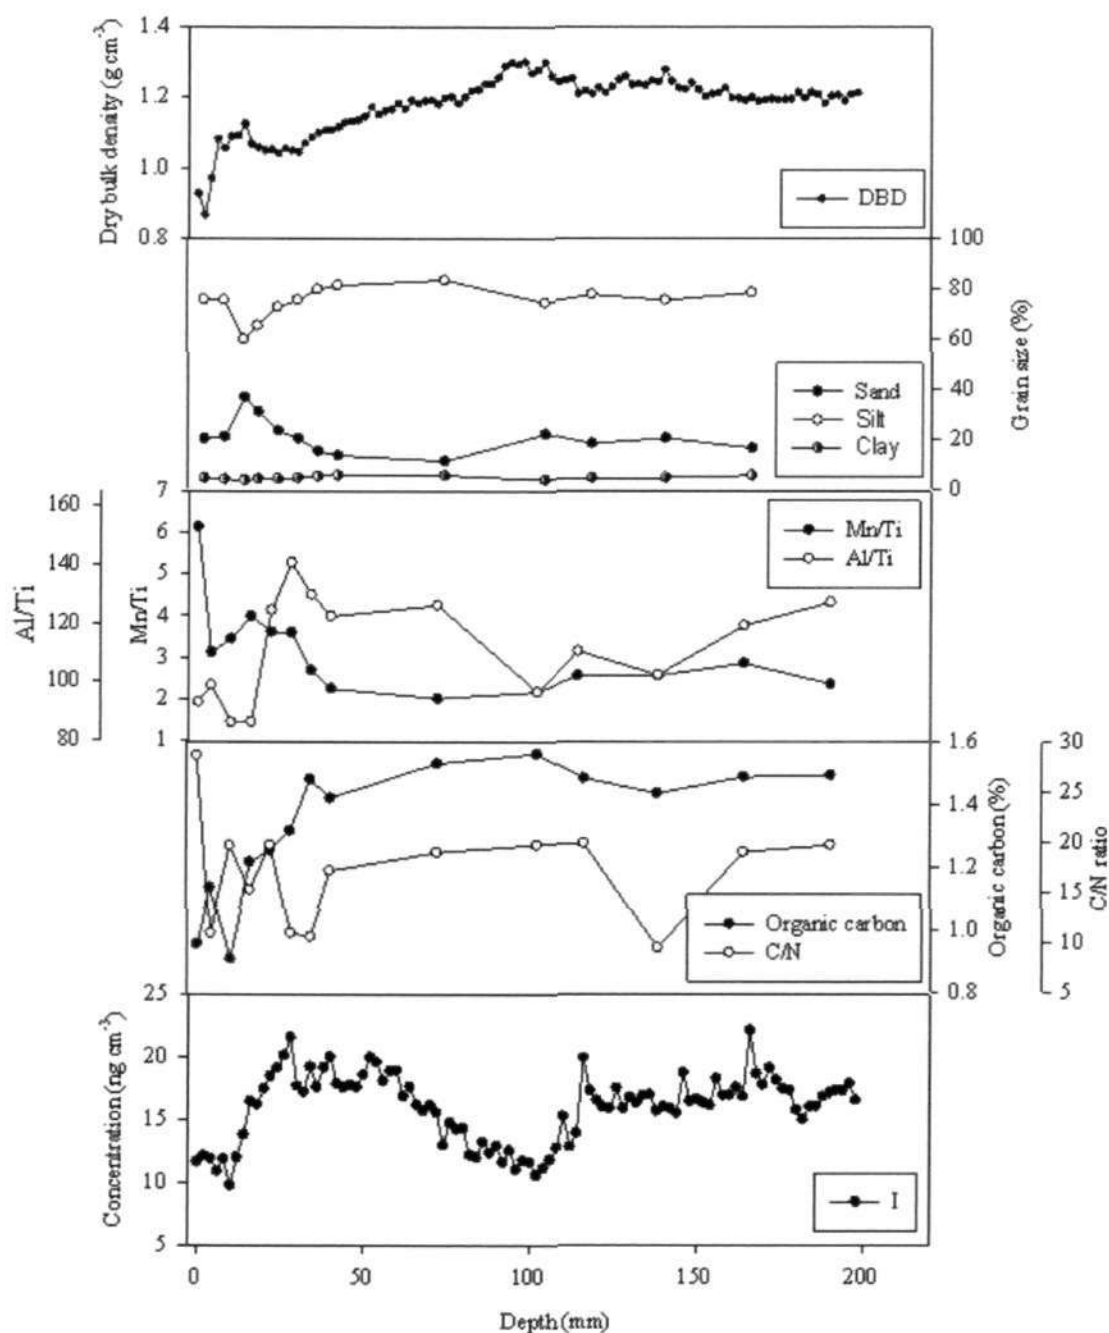 1.4
1.2
1.0
0.8
Dry bulk density (g cm-3)
DBD
100
80
60
40
20
0
Grain size (%)
Sand
Silt
Clay
160
140
120
100
80
Al/Ti
7
6
5
4
3
2
1
Mn/Ti
Mn/Ti
Al/Ti
1.6
1.4
1.2
1.0
0.8
Organic carbon (%)
30
25
20
15
10
5
C/N ratio
Organic carbon
C/N
25
20
15
10
5
Concentration (ng cm-3)
I
0 50 100 150 200
Depth (mm)